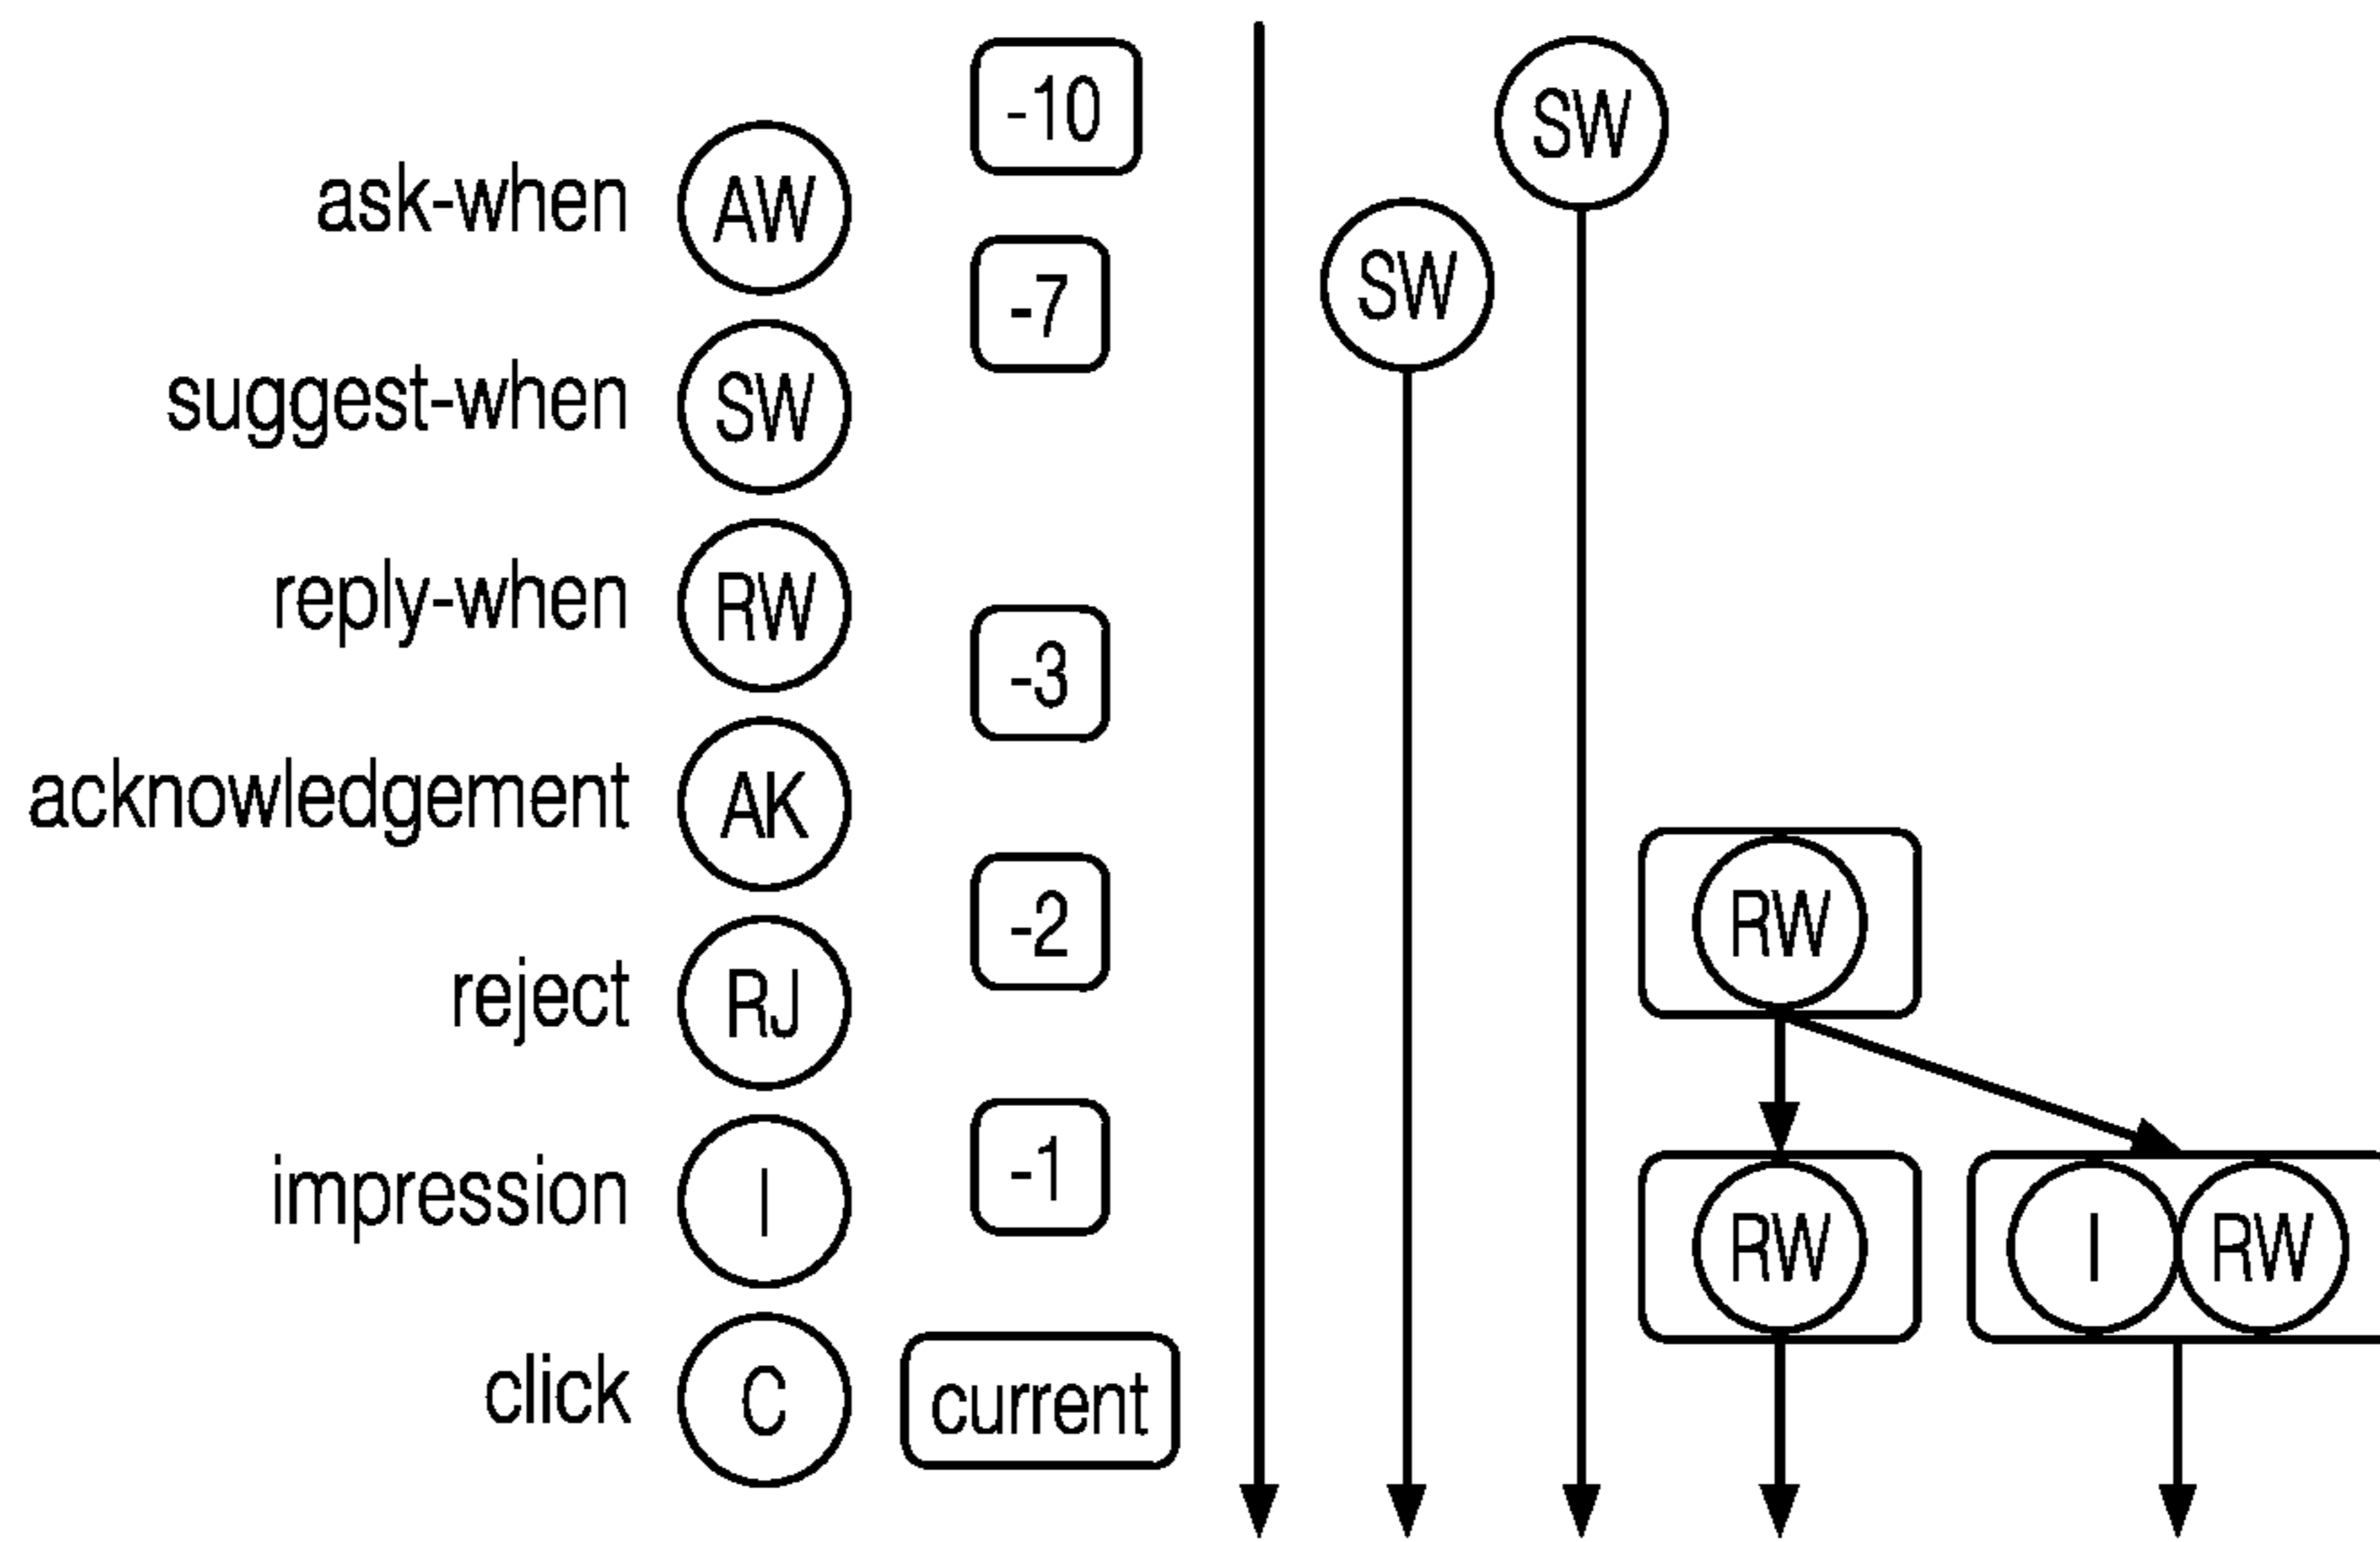 ask-when AW
suggest-when SW
reply-when RW
acknowledgement AK
reject RJ
impression I
click C
-10
-7
-3
-2
-1
current
SW
SW
RW
RW
I RW